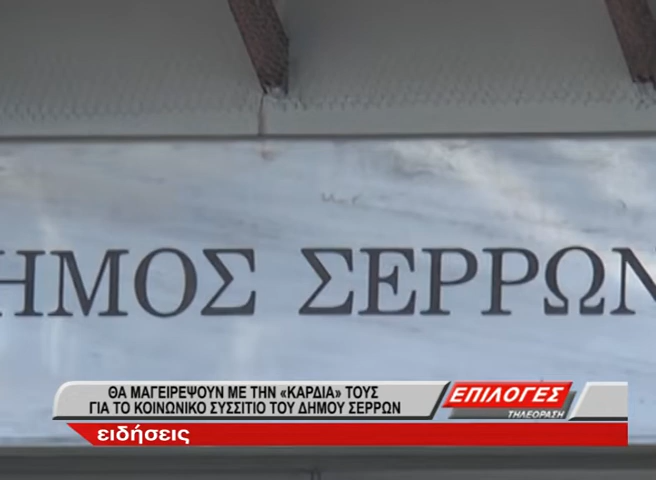 ΗΜΟΣ ΣΕΡΡΩΝ
ΘΑ ΜΑΓΕΙΡΕΨΟΥΝ ΜΕ ΤΗΝ «ΚΑΡΔΙΑ» ΤΟΥΣ
ΓΙΑ ΤΟ ΚΟΙΝΩΝΙΚΟ ΣΥΣΣΙΤΙΟ ΤΟΥ ΔΗΜΟΥ ΣΕΡΡΩΝ
ΕΠΙΛΟΓΕΣ
ΤΗΛΕΟΡΑΣΗ
ειδήσεις